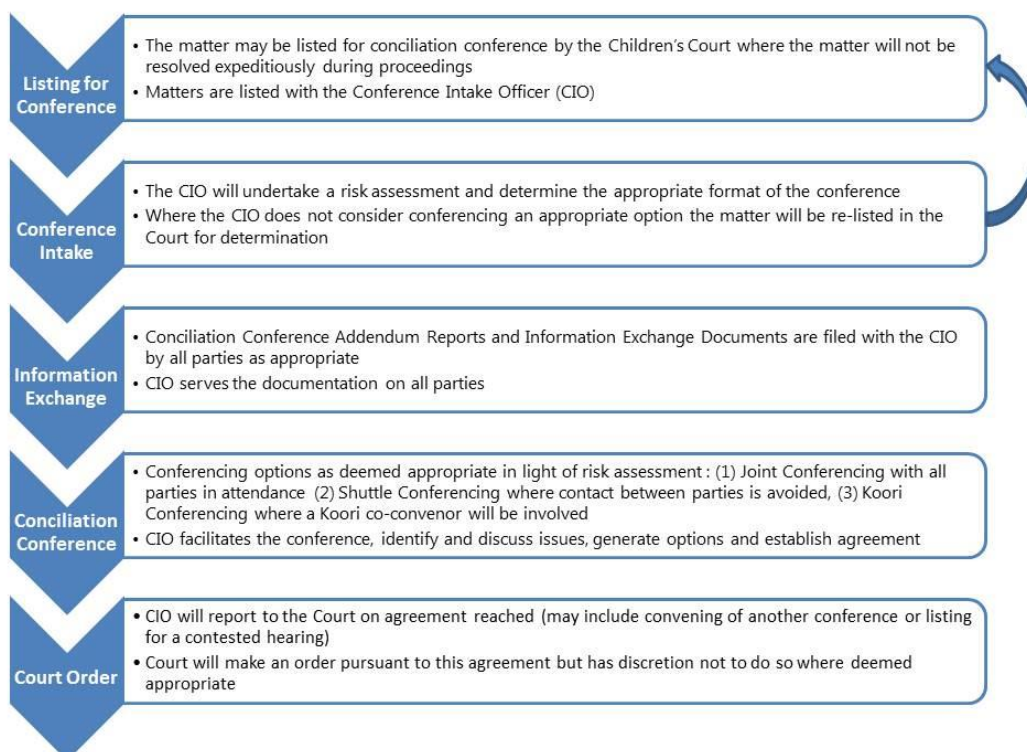 Listing for
Conference
• The matter may be listed for conciliation conference by the Children's Court where the matter will not be
resolved expeditiously during proceedings
• Matters are listed with the Conference Intake Officer (CIO)
Conference
Intake
• The CIO will undertake a risk assessment and determine the appropriate format of the conference
• Where the CIO does not consider conferencing an appropriate option the matter will be re-listed in the
Court for determination
Information
Exchange
• Conciliation Conference Addendum Reports and Information Exchange Documents are filed with the CIO
by all parties as appropriate
• CIO serves the documentation on all parties
Conciliation
Conference
• Conferencing options as deemed appropriate in light of risk assessment : (1) Joint Conferencing with all
parties in attendance (2) Shuttle Conferencing where contact between parties is avoided, (3) Koori
Conferencing where a Koori co-convenor will be involved
• CIO facilitates the conference, identify and discuss issues, generate options and establish agreement
Court Order
• CIO will report to the Court on agreement reached (may include convening of another conference or listing
for a contested hearing)
• Court will make an order pursuant to this agreement but has discretion not to do so where deemed
appropriate